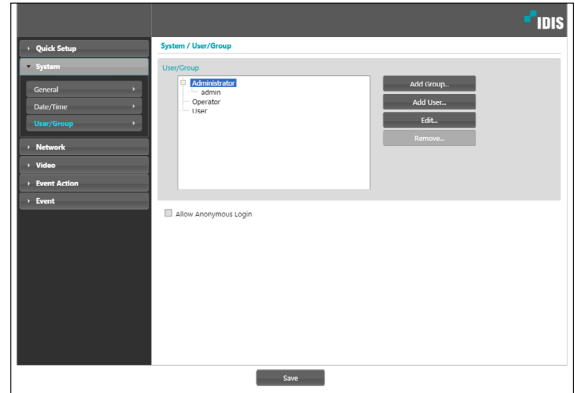 IDIS
Quick Setup
System
General
Date/Time
User/Group
Network
Video
Event Action
Event
System / User/Group
User/Group
Administrator
admin
Operator
User
Add Group...
Add User...
Edit...
Remove...
Allow Anonymous Login
Save